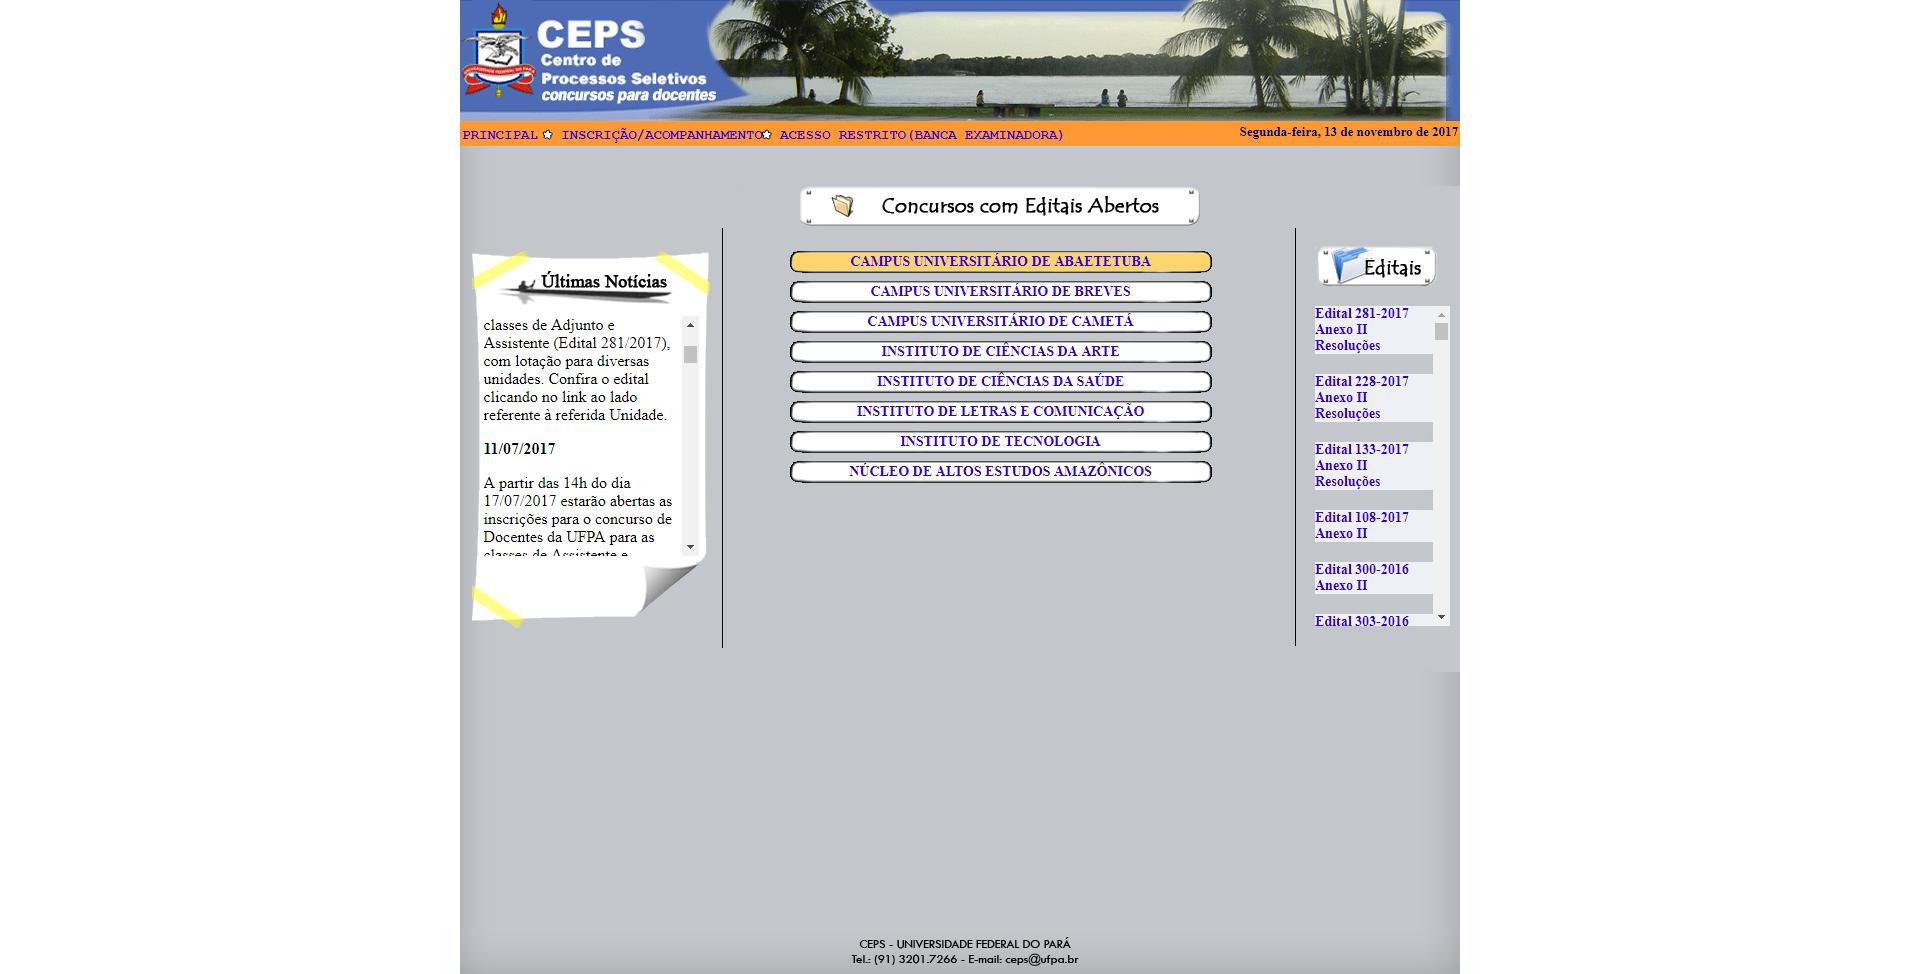 CEPS
Centro de
Processos Seletivos
concursos para docentes
PRINCIPAL INSCRIÇÃO/ACOMPANHAMENTO ACESSO RESTRITO(BANCA EXAMINADORA) Segunda-feira, 13 de novembro de 2017
Concursos com Editais Abertos
Últimas Notícias
classes de Adjunto e
Assistente (Edital 281/2017),
com lotação para diversas
unidades. Confira o edital
clicando no link ao lado
referente à referida Unidade.
11/07/2017
A partir das 14h do dia
17/07/2017 estarão abertas as
inscrições para o concurso de
Docentes da UFPA para as
classes de Assistente e
CAMPUS UNIVERSITÁRIO DE ABAETETUBA
CAMPUS UNIVERSITÁRIO DE BREVES
CAMPUS UNIVERSITÁRIO DE CAMETÁ
INSTITUTO DE CIÊNCIAS DA ARTE
INSTITUTO DE CIÊNCIAS DA SAÚDE
INSTITUTO DE LETRAS E COMUNICAÇÃO
INSTITUTO DE TECNOLOGIA
NÚCLEO DE ALTOS ESTUDOS AMAZÔNICOS
Editais
Edital 281-2017
Anexo II
Resoluções
Edital 228-2017
Anexo II
Resoluções
Edital 133-2017
Anexo II
Resoluções
Edital 108-2017
Anexo II
Edital 300-2016
Anexo II
Edital 303-2016
CEPS - UNIVERSIDADE FEDERAL DO PARÁ
Tel.: (91) 3201.7266 - E-mail: ceps@ufpa.br